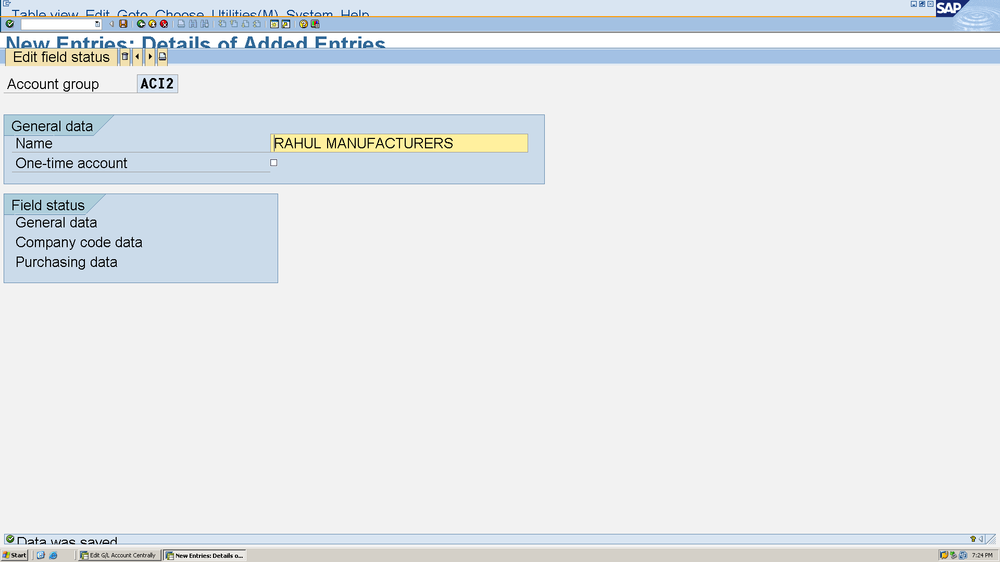 Table view Edit Goto Choose Utilities(M) System Help
SAP
New Entries: Details of Added Entries
Edit field status
Account group ACI2
General data
Name RAHUL MANUFACTURERS
One-time account
Field status
General data
Company code data
Purchasing data
Data was saved
Start Edit G/L Account Centrally New Entries: Details o... 7:24 PM